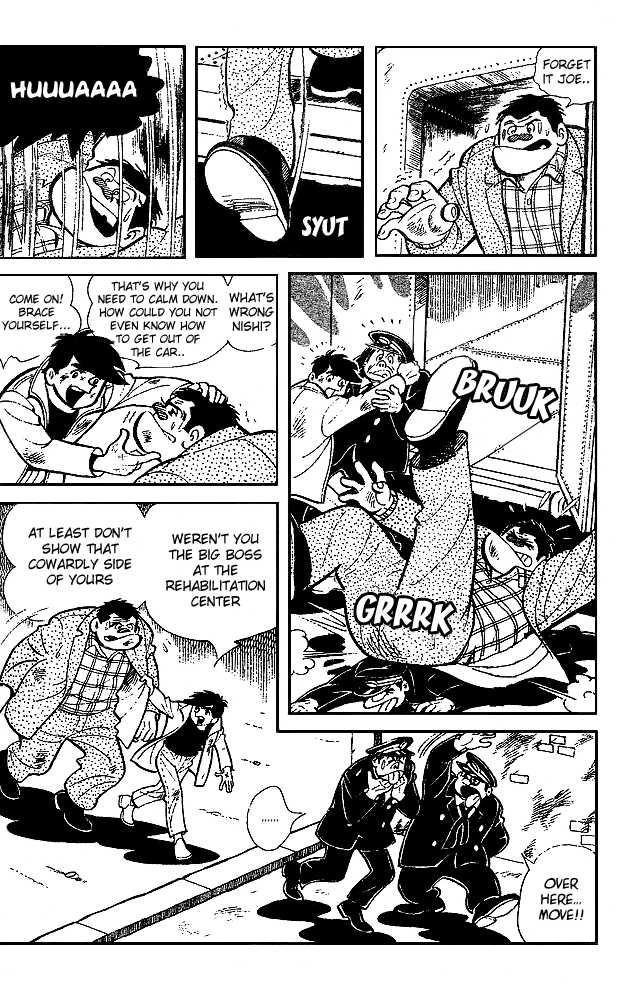 FORGET
IT JOE..
SYUT
HUUUAAAA
BRUUK
GRRRK
WHAT'S
WRONG
NISHI?
THAT'S WHY YOU
NEED TO CALM DOWN.
HOW COULD YOU NOT
EVEN KNOW HOW
TO GET OUT OF
THE CAR..
COME ON!
BRACE
YOURSELF...
WEREN'T YOU
THE BIG BOSS
AT THE
REHABILITATION
CENTER
AT LEAST DON'T
SHOW THAT
COWARDLY SIDE
OF YOURS
OVER
HERE...
MOVE!!
......